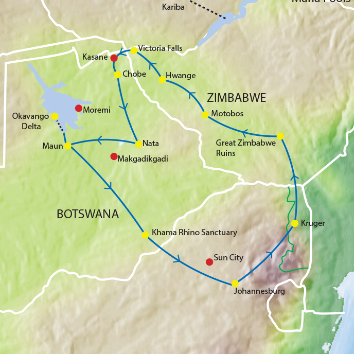 Mana Pools
Kariba
Victoria Falls
Kasane
Chobe
Hwange
ZIMBABWE
Moremi
Okavango
Delta
Motobos
Great Zimbabwe
Ruins
Nata
Maun
Makgadikgadi
BOTSWANA
Khama Rhino Sanctuary
Kruger
Sun City
Johannesburg